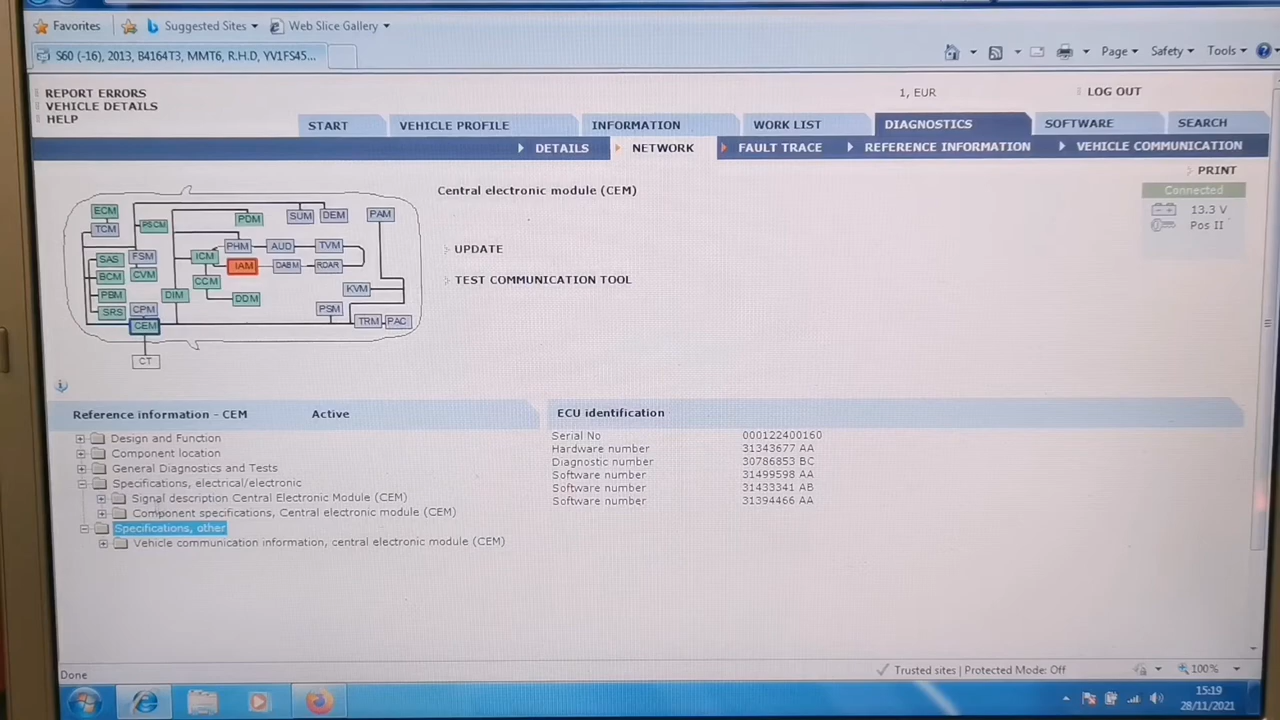 Favorites Suggested Sites Web Slice Gallery
S60 (-16), 2013, B4164T3, MMT6, R.H.D, YV1FS45...
Page Safety Tools
REPORT ERRORS
VEHICLE DETAILS
HELP
1, EUR
LOG OUT
START VEHICLE PROFILE INFORMATION WORK LIST DIAGNOSTICS SOFTWARE SEARCH
DETAILS NETWORK FAULT TRACE REFERENCE INFORMATION VEHICLE COMMUNICATION
PRINT
Connected
13.3 V
Pos II
Central electronic module (CEM)
UPDATE
TEST COMMUNICATION TOOL
ECM PSCM PDM SUM DEM PAM
TCM
PHM AUD TVM
SAS FSM ICM IAM DABM RDAR
BCM CVM CCM
PBM DIM DDM KVM
SRS CPM PSM
CEM TRM PAC
CT
Reference information - CEM Active
Design and Function
Component location
General Diagnostics and Tests
Specifications, electrical/electronic
Signal description Central Electronic Module (CEM)
Component specifications, Central electronic module (CEM)
Specifications, other
Vehicle communication information, central electronic module (CEM)
ECU identification
Serial No 000122400160
Hardware number 31343677 AA
Diagnostic number 30786853 BC
Software number 31499598 AA
Software number 31433341 AB
Software number 31394466 AA
Done
Trusted sites | Protected Mode: Off
100%
15:19
28/11/2021